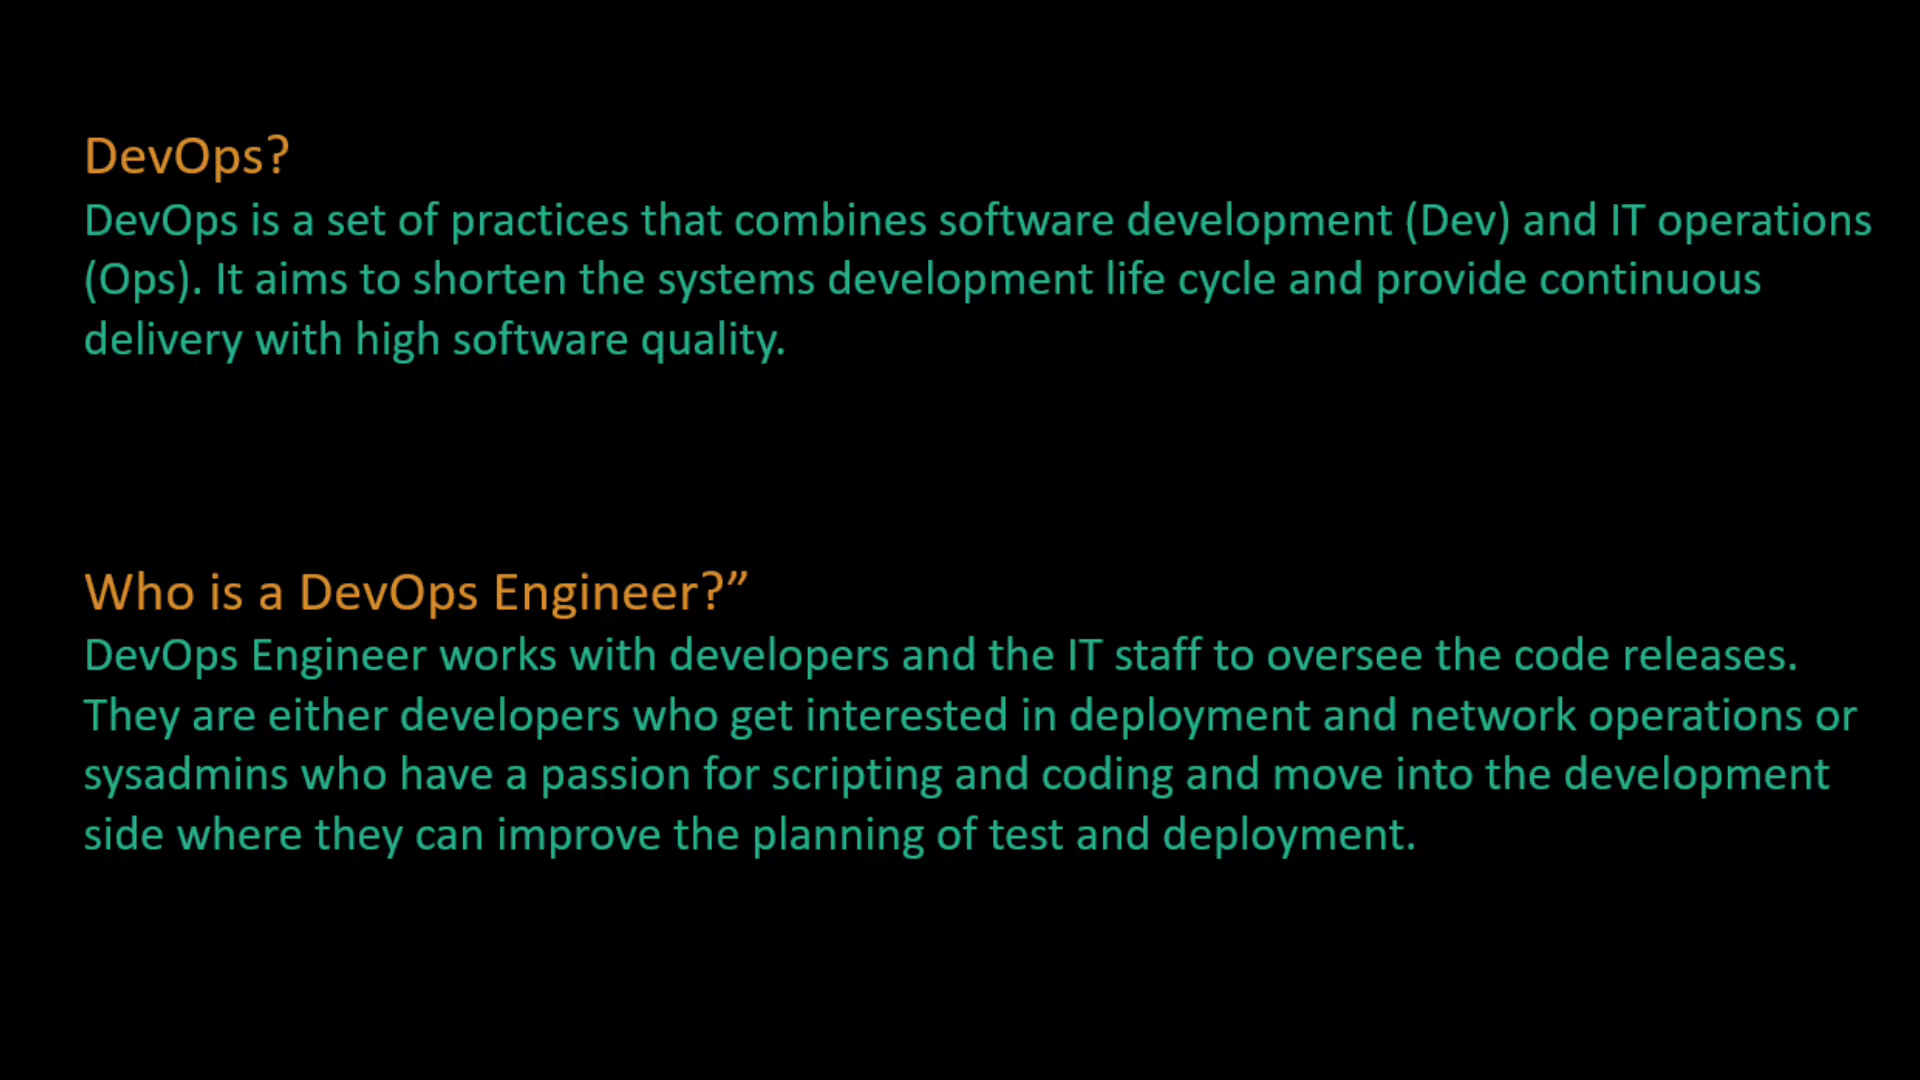 DevOps?
DevOps is a set of practices that combines software development (Dev) and IT operations
(Ops). It aims to shorten the systems development life cycle and provide continuous
delivery with high software quality.
Who is a DevOps Engineer?”
DevOps Engineer works with developers and the IT staff to oversee the code releases.
They are either developers who get interested in deployment and network operations or
sysadmins who have a passion for scripting and coding and move into the development
side where they can improve the planning of test and deployment.